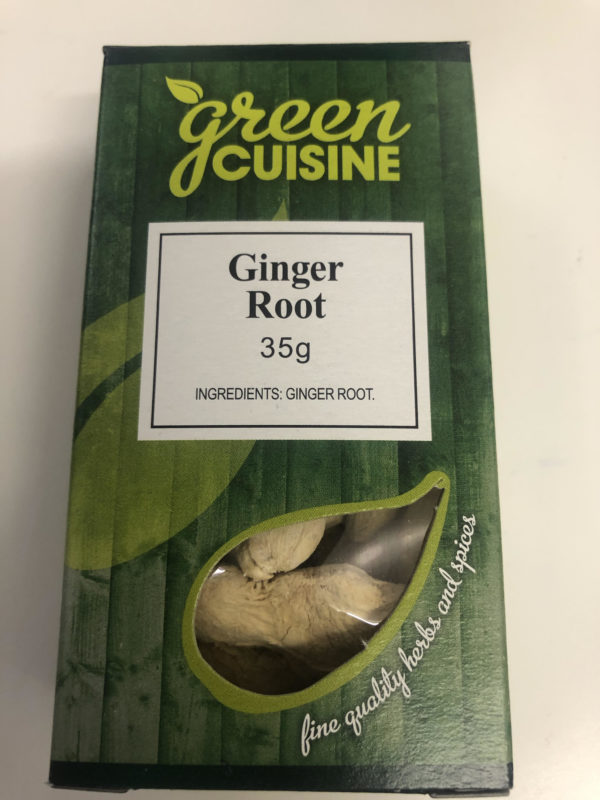 green
CUISINE
Ginger
Root
35g
INGREDIENTS: GINGER ROOT.
fine quality herbs and spices